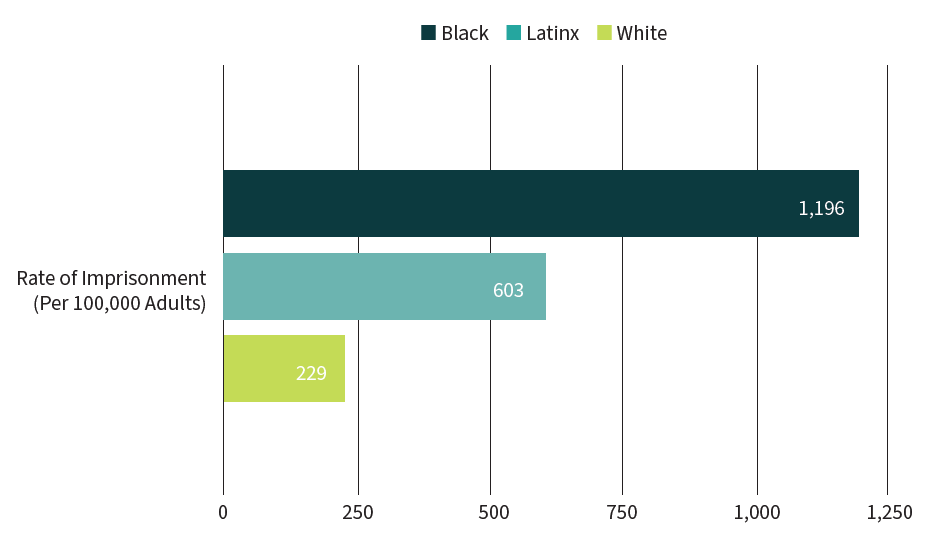 Black Latinx White
1,196
Rate of Imprisonment
(Per 100,000 Adults)
603
229
0 250 500 750 1,000 1,250